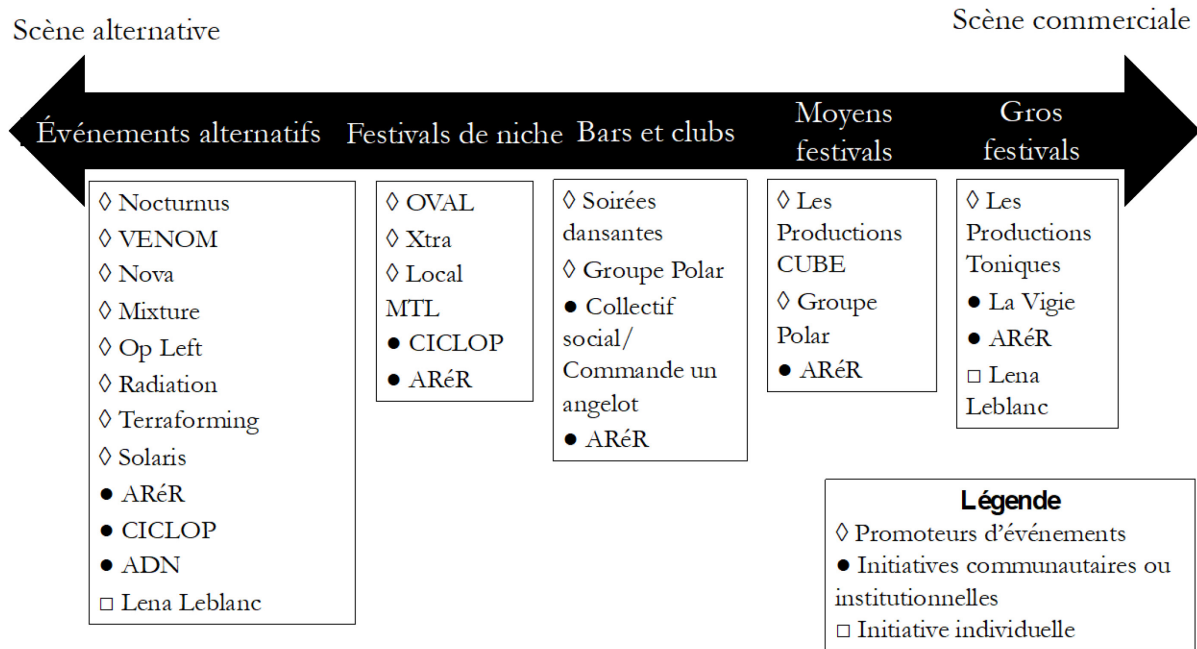 Scène alternative
Scène commerciale
Événements alternatifs
Festivals de niche
Bars et clubs
Moyens
festivals
Gros
festivals
◊ Nocturnus
◊ VENOM
◊ Nova
◊ Mixture
◊ Op Left
◊ Radiation
◊ Terraforming
◊ Solaris
● ARéR
● CICLOP
● ADN
□ Lena Leblanc
◊ OVAL
◊ Xtra
◊ Local
MTL
● CICLOP
● ARéR
◊ Soirées
dansantes
◊ Groupe Polar
● Collectif
social/
Commande un
angelot
● ARéR
◊ Les
Productions
CUBE
◊ Groupe
Polar
● ARéR
◊ Les
Productions
Toniques
● La Vigie
● ARéR
□ Lena
Leblanc
Légende
◊ Promoteurs d’événements
● Initiatives communautaires ou
institutionnelles
□ Initiative individuelle